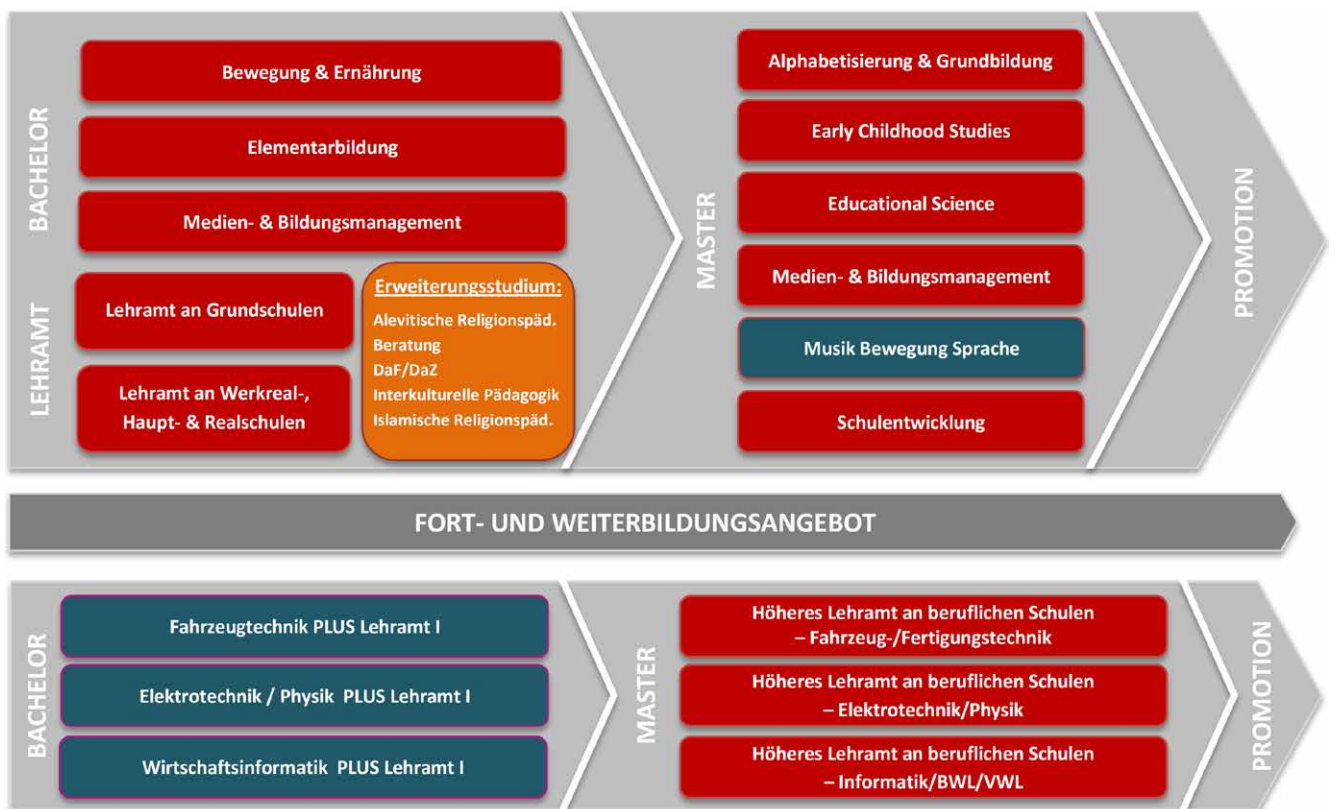 BACHELOR
Bewegung & Ernährung
Elementarbildung
Medien- & Bildungsmanagement
LEHRAMT
Lehramt an Grundschulen
Lehramt an Werkreal-,
Haupt- & Realschulen
Erweiterungsstudium:
Alevitische Religionspäd.
Beratung
DaF/DaZ
Interkulturelle Pädagogik
Islamische Religionspäd.
MASTER
Alphabetisierung & Grundbildung
Early Childhood Studies
Educational Science
Medien- & Bildungsmanagement
Musik Bewegung Sprache
Schulentwicklung
PROMOTION
FORT- UND WEITERBILDUNGSANGEBOT
BACHELOR
Fahrzeugtechnik PLUS Lehramt I
Elektrotechnik / Physik PLUS Lehramt I
Wirtschaftsinformatik PLUS Lehramt I
MASTER
Höheres Lehramt an beruflichen Schulen
– Fahrzeug-/Fertigungstechnik
Höheres Lehramt an beruflichen Schulen
– Elektrotechnik/Physik
Höheres Lehramt an beruflichen Schulen
– Informatik/BWL/VWL
PROMOTION